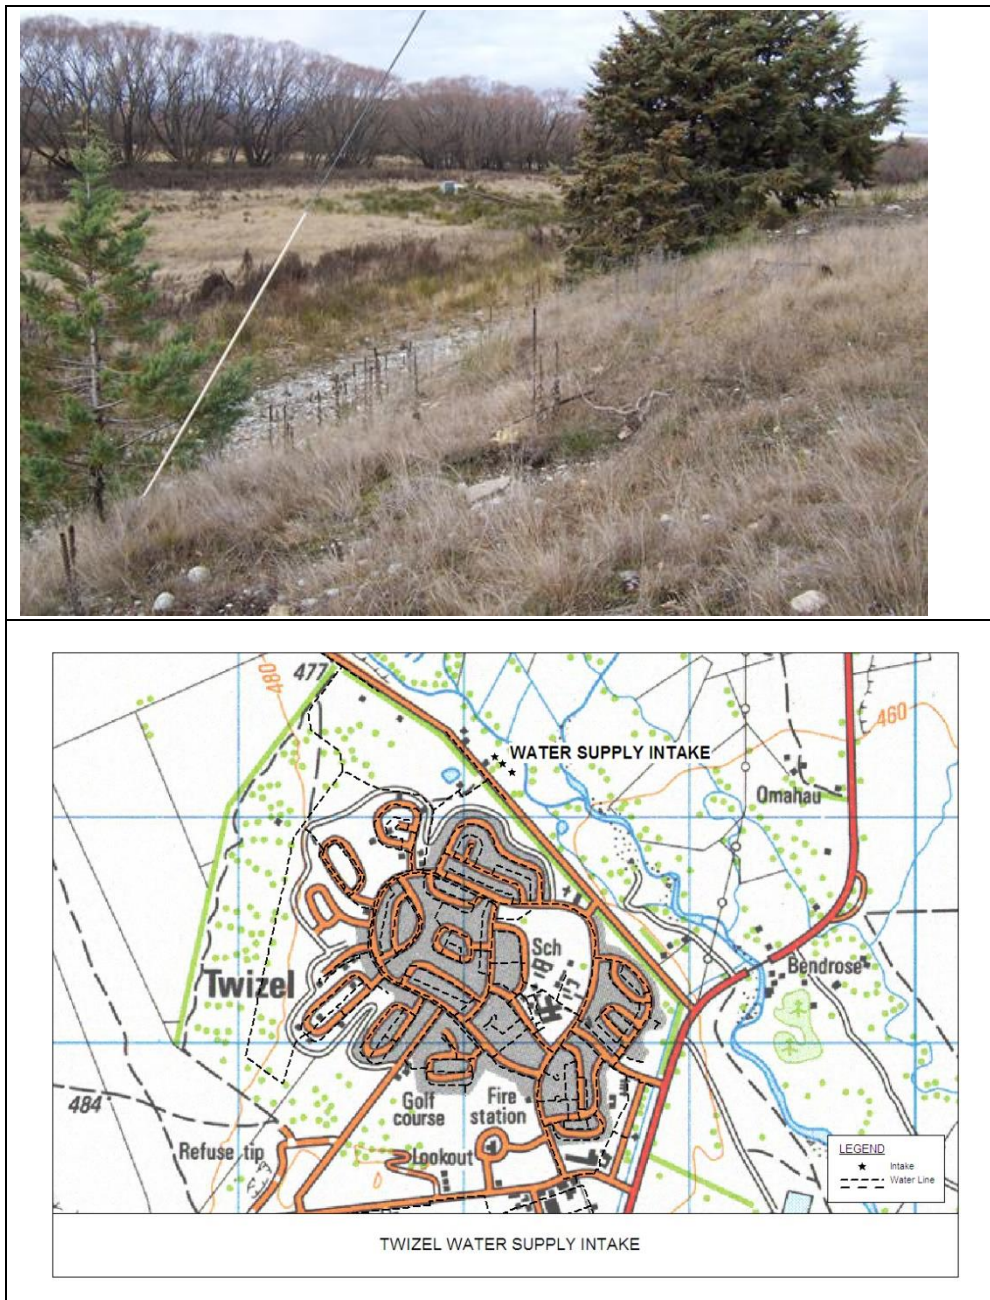 477
480
WATER SUPPLY INTAKE
460
Omahau
Sch
Bendrose
Twizel
484
Golf
course
Fire
station
Refuse tip
Lookout
LEGEND
Intake
Water Line
TWIZEL WATER SUPPLY INTAKE